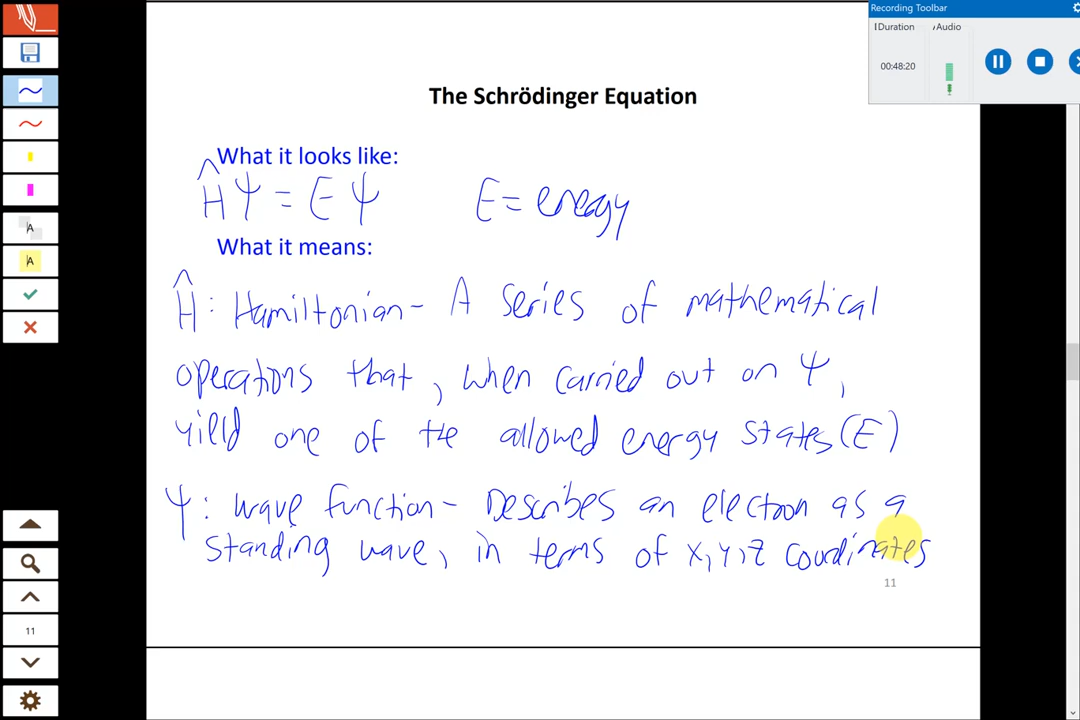 Recording Toolbar
Duration
Audio
00:48:20
The Schrödinger Equation
What it looks like:
ĤΨ = EΨ E = energy
What it means:
Ĥ: Hamiltonian - A series of mathematical
operations that, when carried out on Ψ,
yield one of the allowed energy states (E)
Ψ: wave function - Describes an electron as a
standing wave, in terms of x, y, z coordinates
11
A
A
11